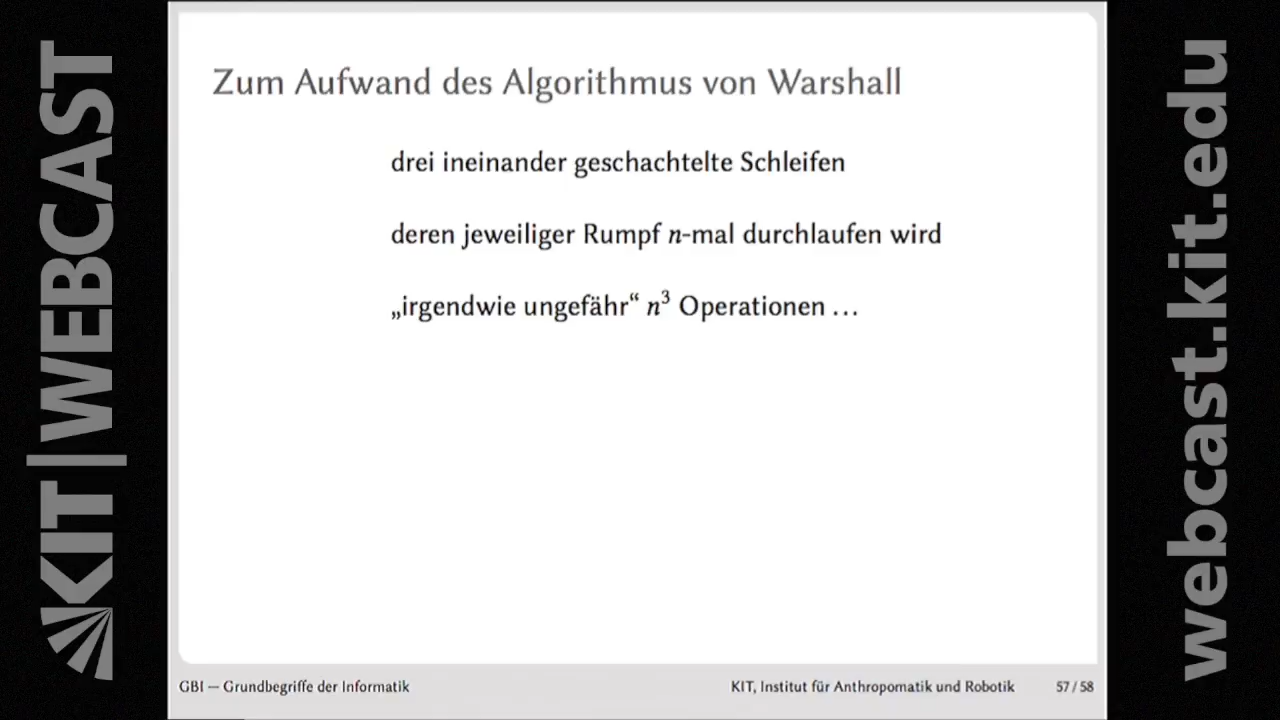 Zum Aufwand des Algorithmus von Warshall
drei ineinander geschachtelte Schleifen
deren jeweiliger Rumpf n-mal durchlaufen wird
„irgendwie ungefähr“ n³ Operationen …
GBI — Grundbegriffe der Informatik
KIT, Institut für Anthropomatik und Robotik
57 / 58
KIT|WEBCAST
webcast.kit.edu